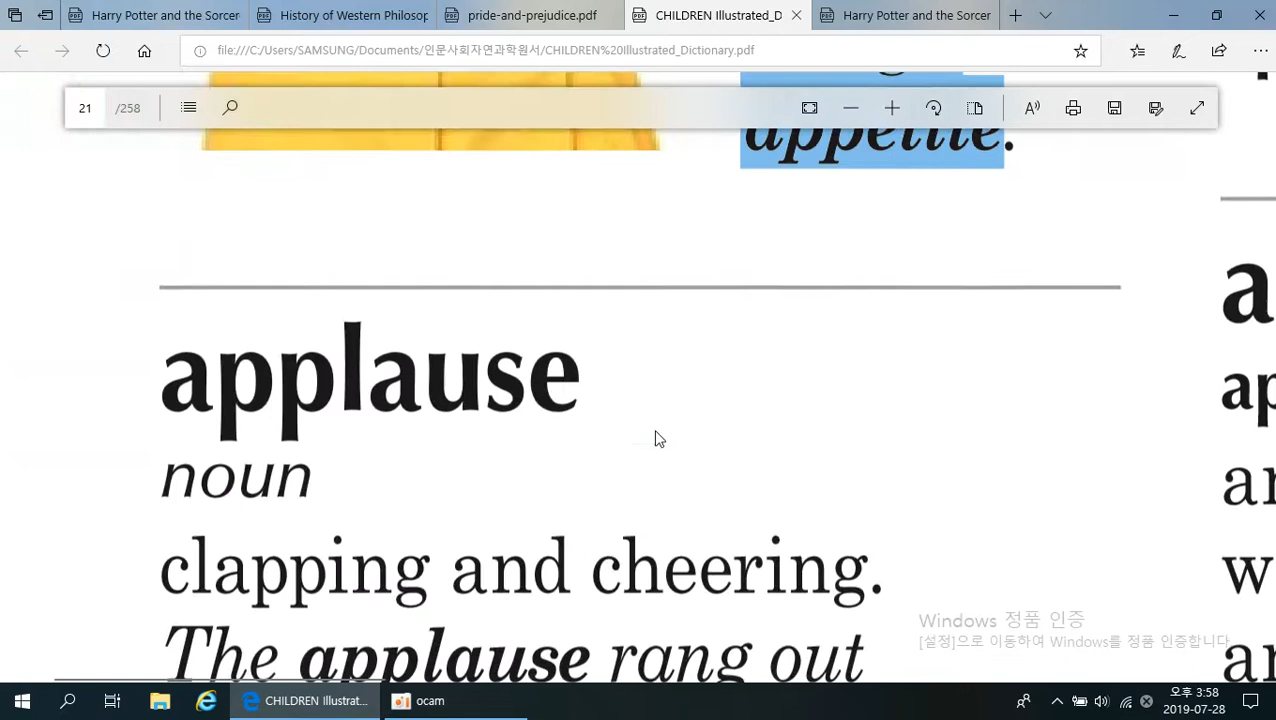 Harry Potter and the Sorcer
History of Western Philosop
pride-and-prejudice.pdf
CHILDREN Illustrated_D
Harry Potter and the Sorcer
file:///C:/Users/SAMSUNG/Documents/인문사회자연과학원서/CHILDREN%20Illustrated_Dictionary.pdf
21 /258
appetite.
applause
noun
clapping and cheering.
The applause rang out
a
ap
ar
w
ar
Windows 정품 인증
[설정]으로 이동하여 Windows를 정품 인증합니다
CHILDREN Illustrat...
ocam
오후 3:58
2019-07-28